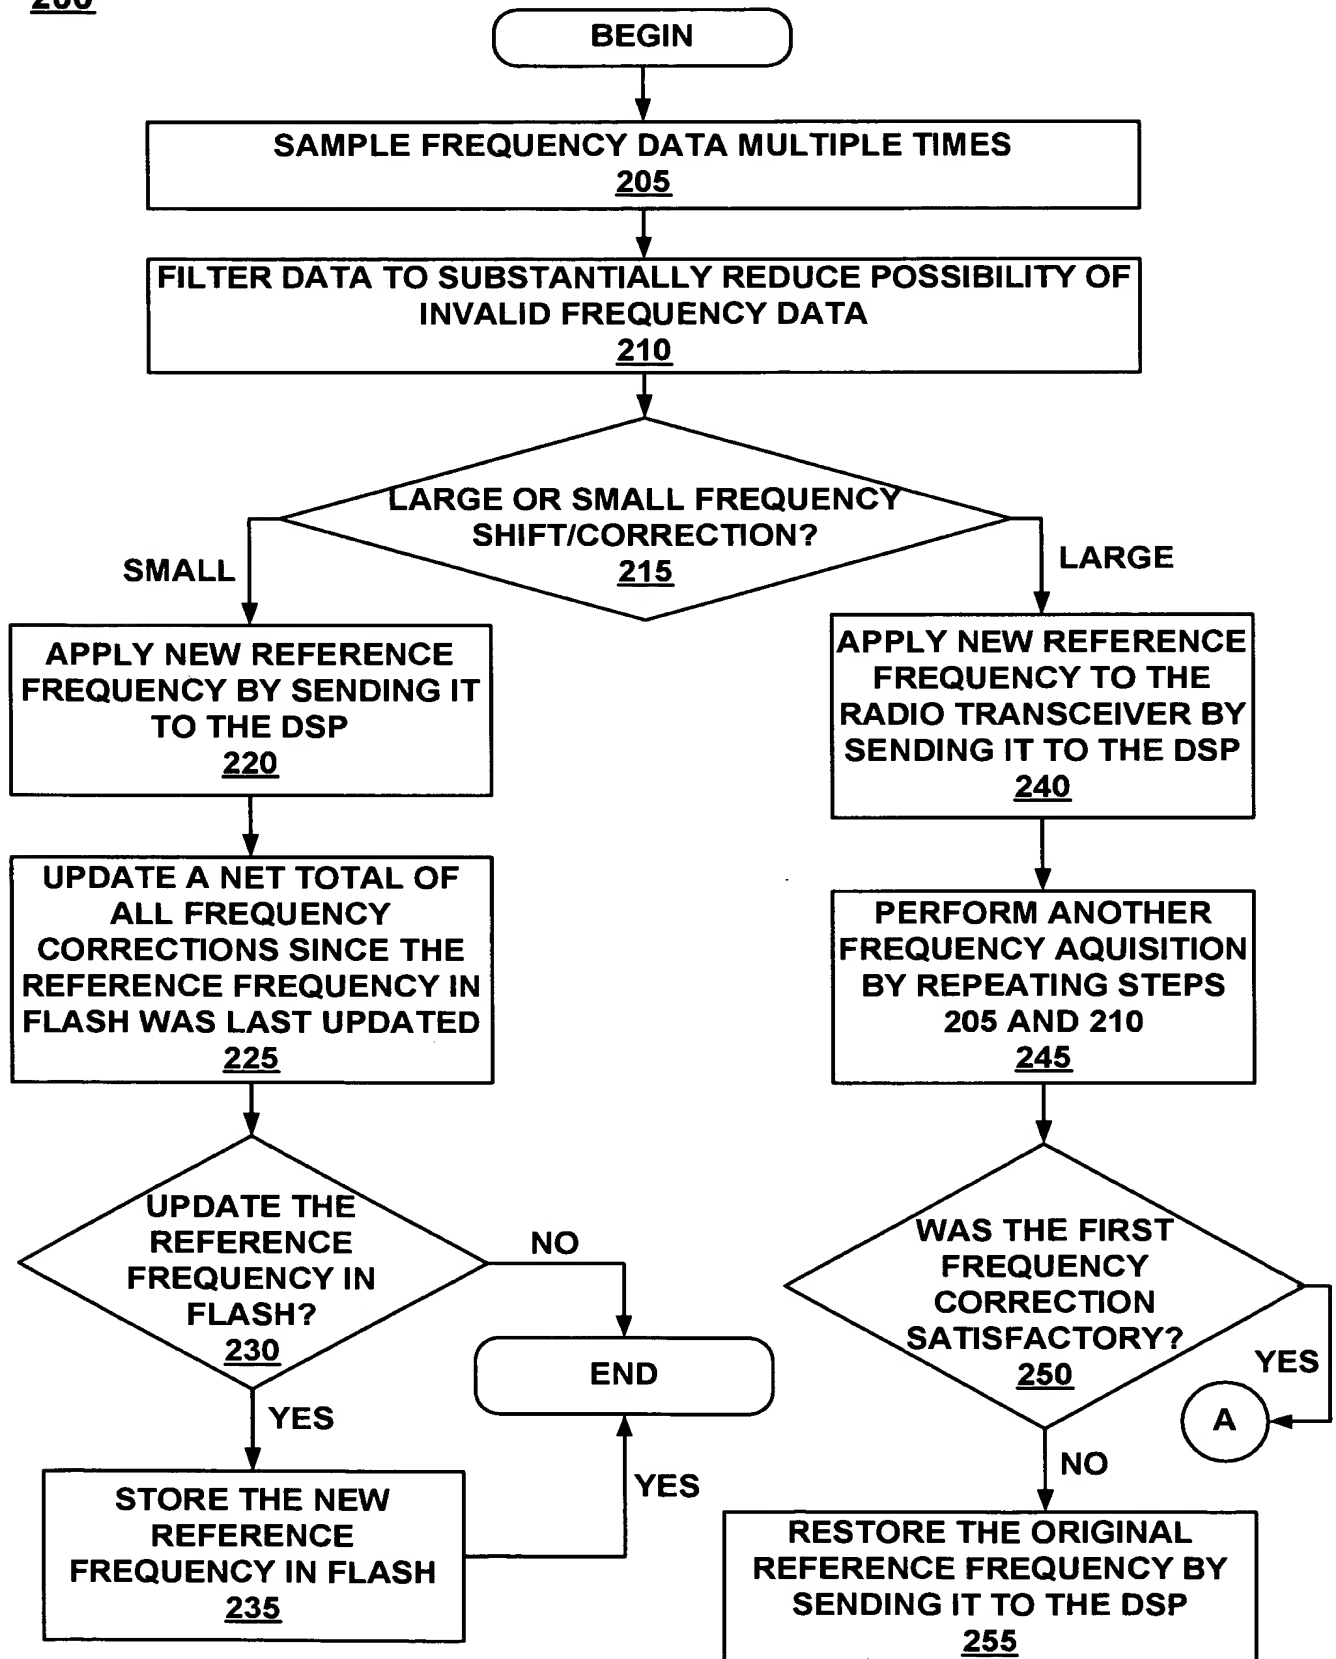 200
BEGIN
SAMPLE FREQUENCY DATA MULTIPLE TIMES
205
FILTER DATA TO SUBSTANTIALLY REDUCE POSSIBILITY OF
INVALID FREQUENCY DATA
210
LARGE OR SMALL FREQUENCY
SHIFT/CORRECTION?
215
SMALL
LARGE
APPLY NEW REFERENCE
FREQUENCY BY SENDING IT
TO THE DSP
220
UPDATE A NET TOTAL OF
ALL FREQUENCY
CORRECTIONS SINCE THE
REFERENCE FREQUENCY IN
FLASH WAS LAST UPDATED
225
UPDATE THE
REFERENCE
FREQUENCY IN
FLASH?
230
NO
YES
END
STORE THE NEW
REFERENCE
FREQUENCY IN FLASH
235
YES
APPLY NEW REFERENCE
FREQUENCY TO THE
RADIO TRANSCEIVER BY
SENDING IT TO THE DSP
240
PERFORM ANOTHER
FREQUENCY AQUISITION
BY REPEATING STEPS
205 AND 210
245
WAS THE FIRST
FREQUENCY
CORRECTION
SATISFACTORY?
250
YES
A
NO
RESTORE THE ORIGINAL
REFERENCE FREQUENCY BY
SENDING IT TO THE DSP
255